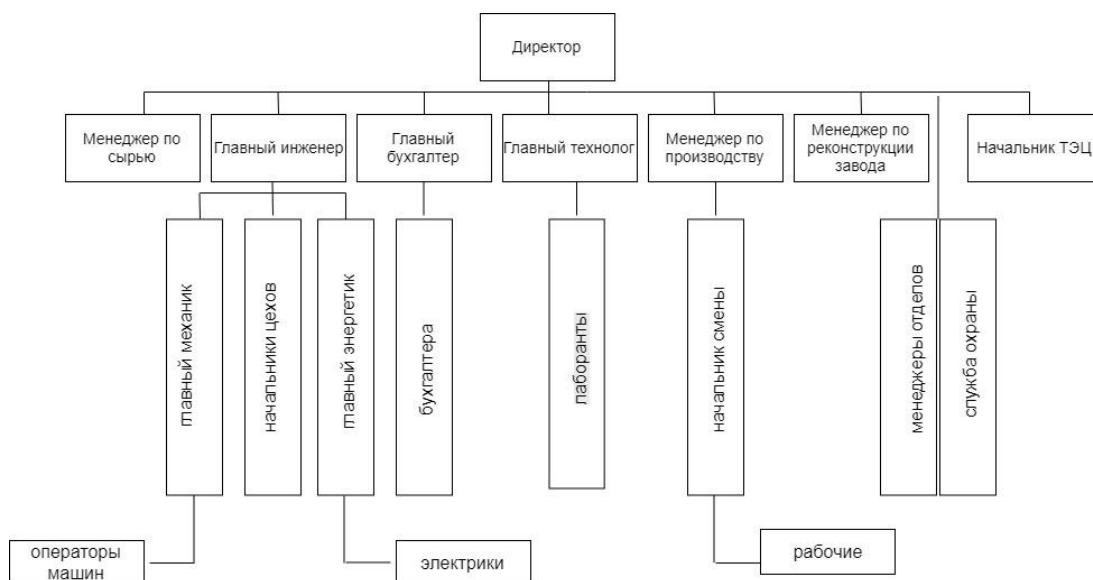 Директор
Менеджер по
сырью
Главный инженер
Главный
бухгалтер
Главный технолог
Менеджер по
производству
Менеджер по
реконструкции
завода
Начальник ТЭЦ
главный механик
начальники цехов
главный энергетик
бухгалтера
лаборанты
начальник смены
менеджеры отделов
служба охраны
операторы
машин
электрики
рабочие